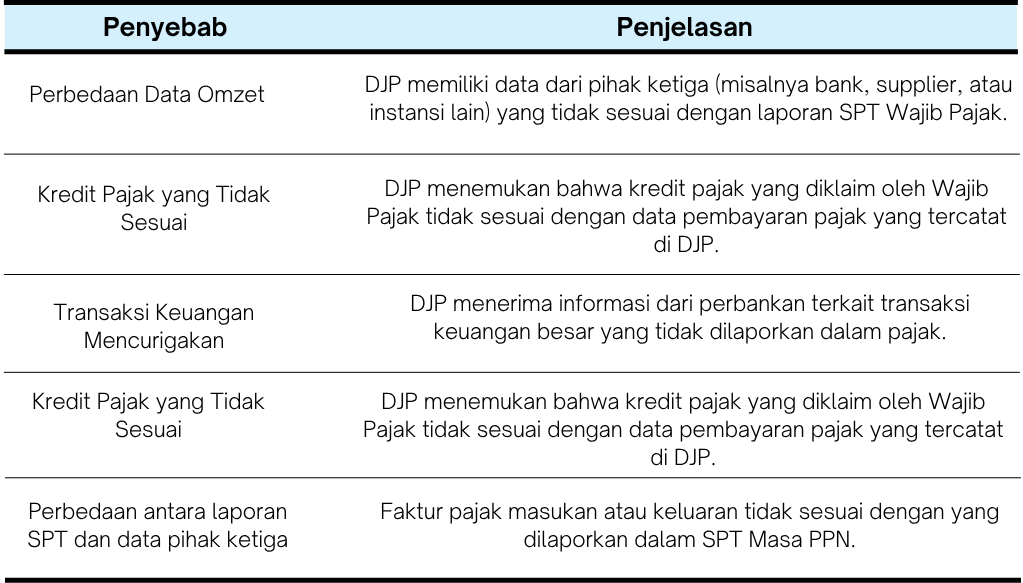 Penyebab
Penjelasan
Perbedaan Data Omzet
DJP memiliki data dari pihak ketiga (misalnya bank, supplier, atau
instansi lain) yang tidak sesuai dengan laporan SPT Wajib Pajak.
Kredit Pajak yang Tidak
Sesuai
DJP menemukan bahwa kredit pajak yang diklaim oleh Wajib
Pajak tidak sesuai dengan data pembayaran pajak yang tercatat
di DJP.
Transaksi Keuangan
Mencurigakan
DJP menerima informasi dari perbankan terkait transaksi
keuangan besar yang tidak dilaporkan dalam pajak.
Kredit Pajak yang Tidak
Sesuai
DJP menemukan bahwa kredit pajak yang diklaim oleh Wajib
Pajak tidak sesuai dengan data pembayaran pajak yang tercatat
di DJP.
Perbedaan antara laporan
SPT dan data pihak ketiga
Faktur pajak masukan atau keluaran tidak sesuai dengan yang
dilaporkan dalam SPT Masa PPN.